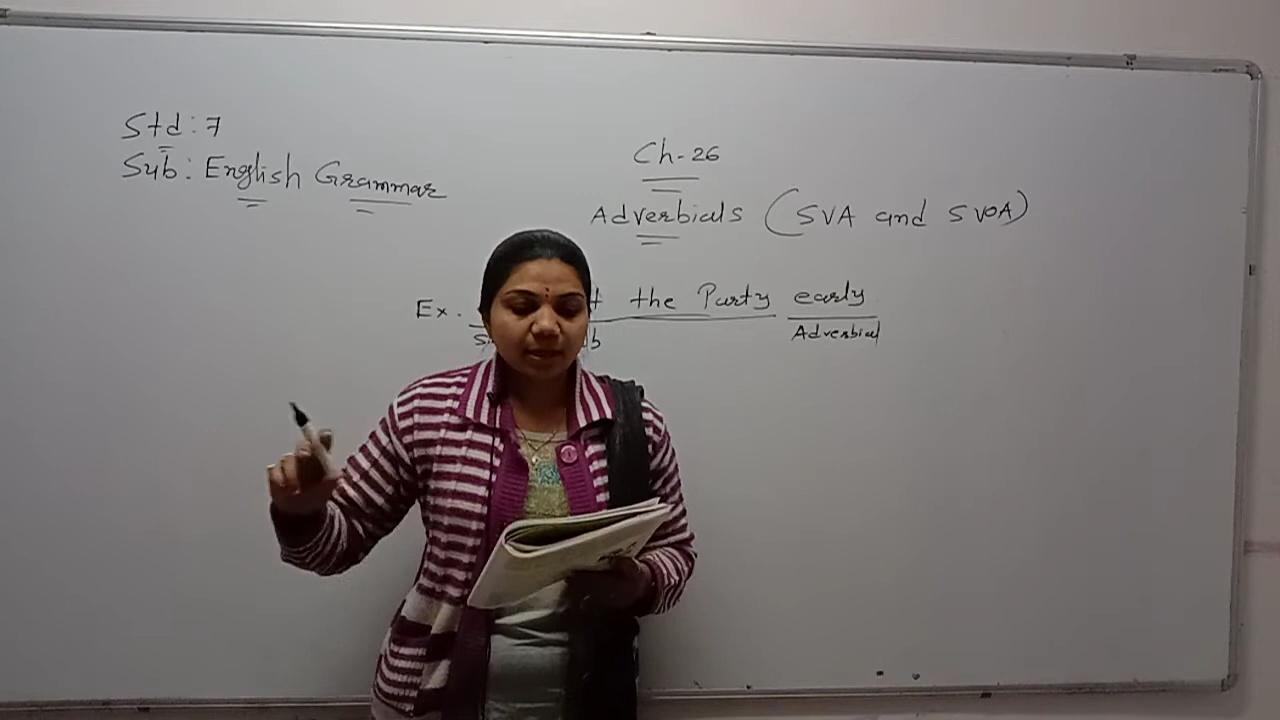 Std: 7
Sub: English Grammar
Ch-26
Adverbials (SVA and SVOA)
Ex. the Party early
Adverbial